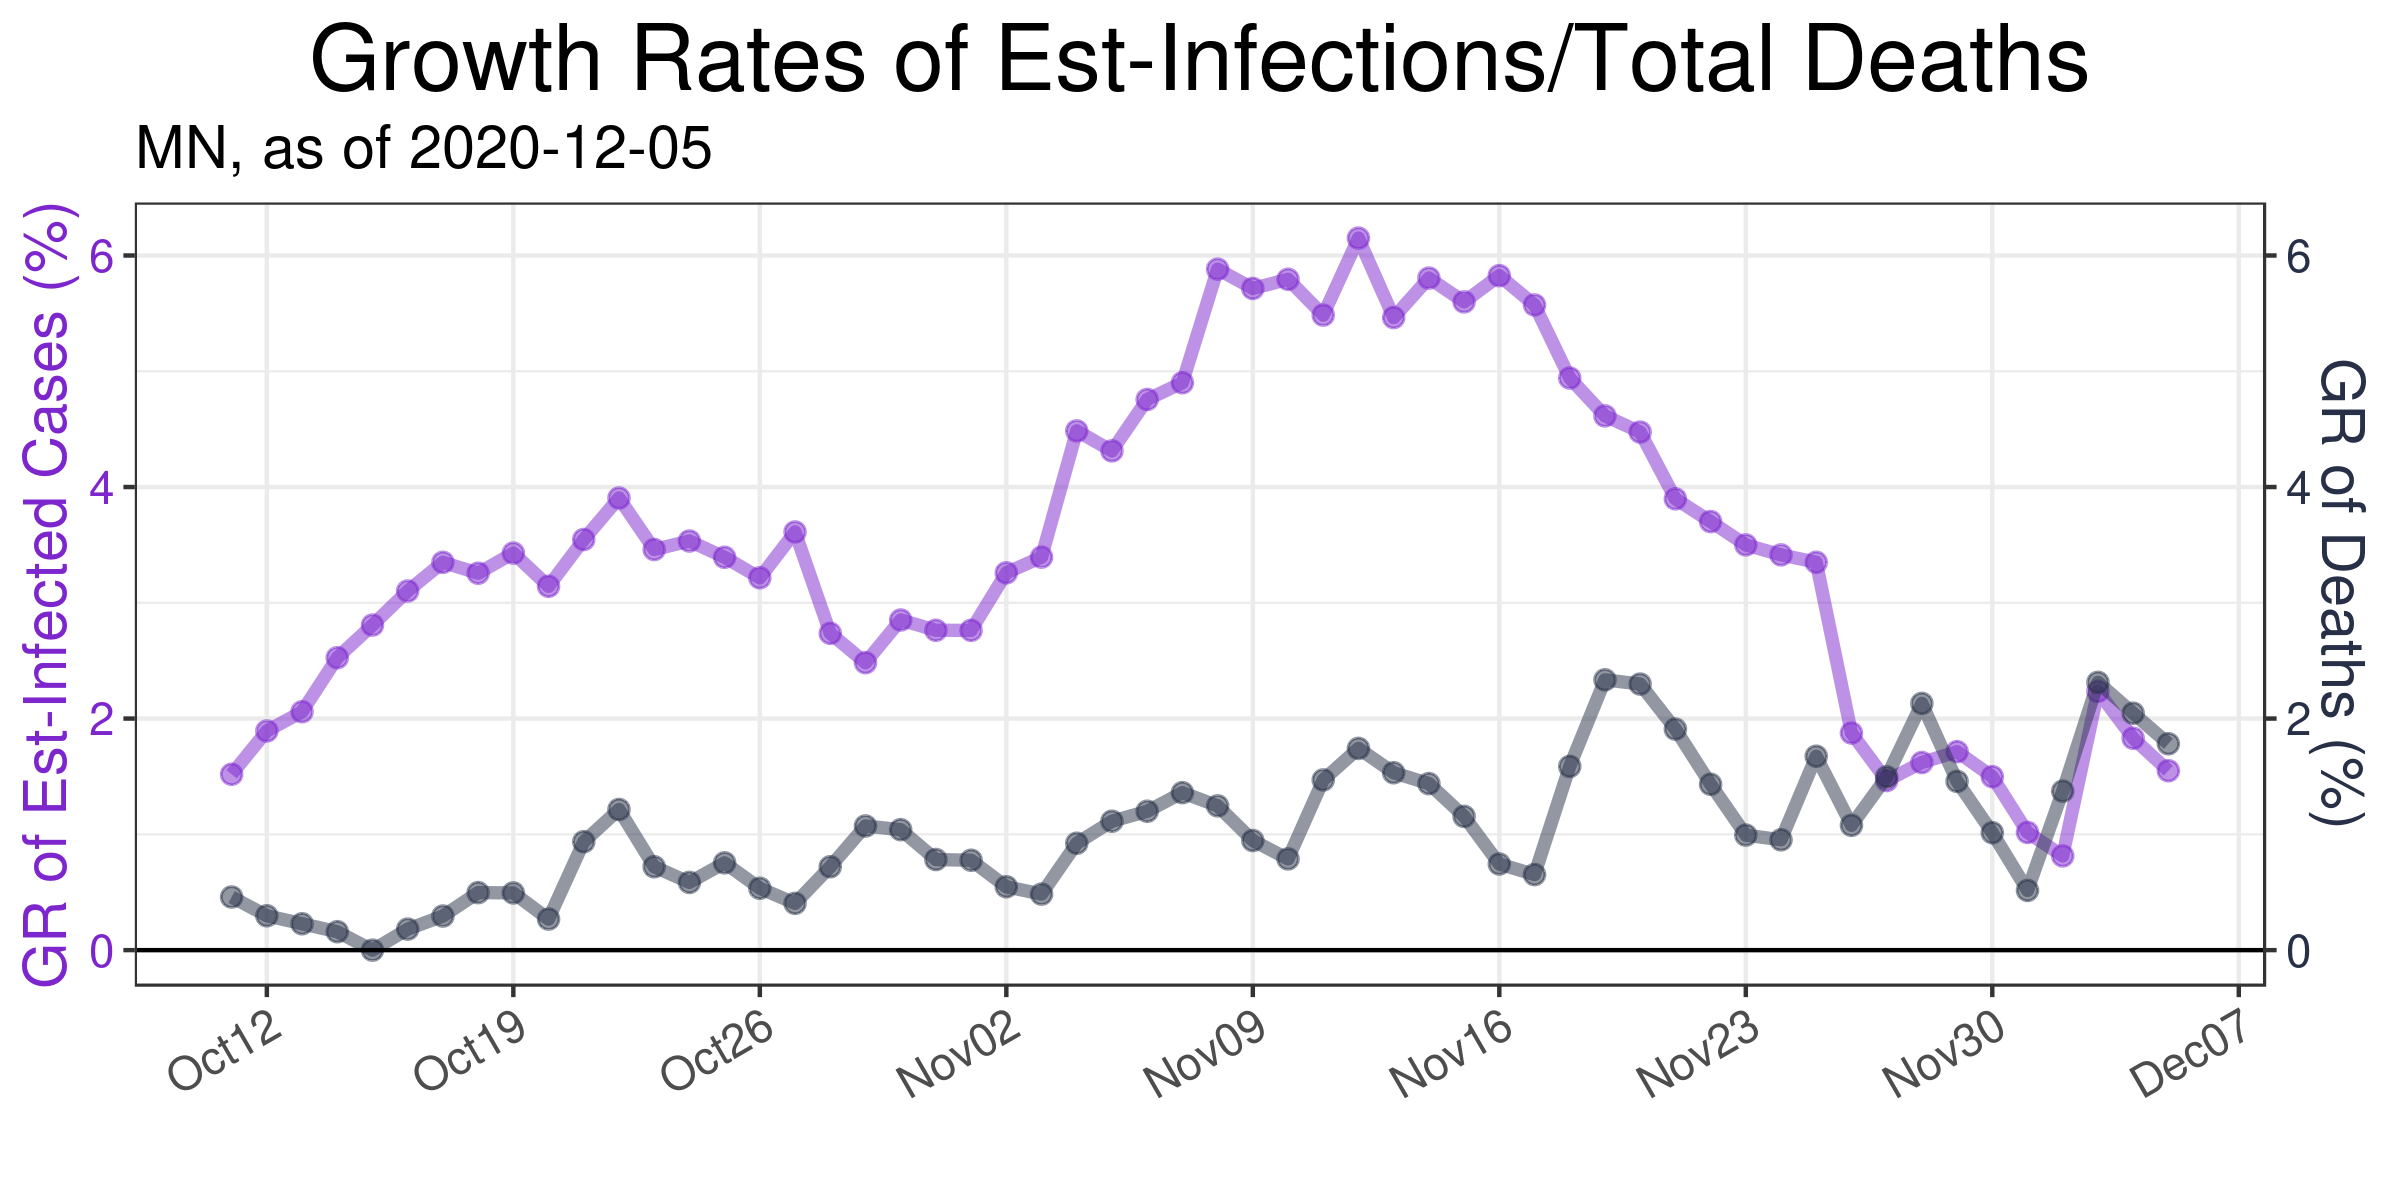 Growth Rates of Est-Infections/Total Deaths
MN, as of 2020-12-05
GR of Est-Infected Cases (%)
6
4
2
0
6
4
2
0
GR of Deaths (%)
Oct12
Oct19
Oct26
Nov02
Nov09
Nov16
Nov23
Nov30
Dec07